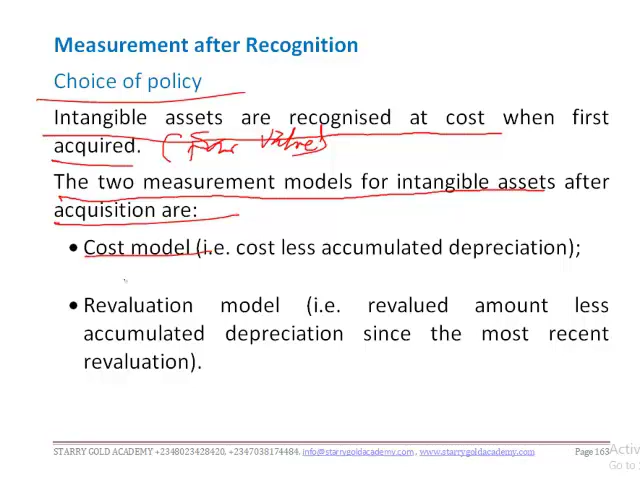 Measurement after Recognition
Choice of policy
Intangible assets are recognised at cost when first
acquired. (Fair value)
The two measurement models for intangible assets after
acquisition are:
• Cost model (i.e. cost less accumulated depreciation);
• Revaluation model (i.e. revalued amount less
accumulated depreciation since the most recent
revaluation).
STARRY GOLD ACADEMY +2348023428420, +2347038174484, info@starrygoldacademy.com , www.starrygoldacademy.com Page 163
Activ
Go to